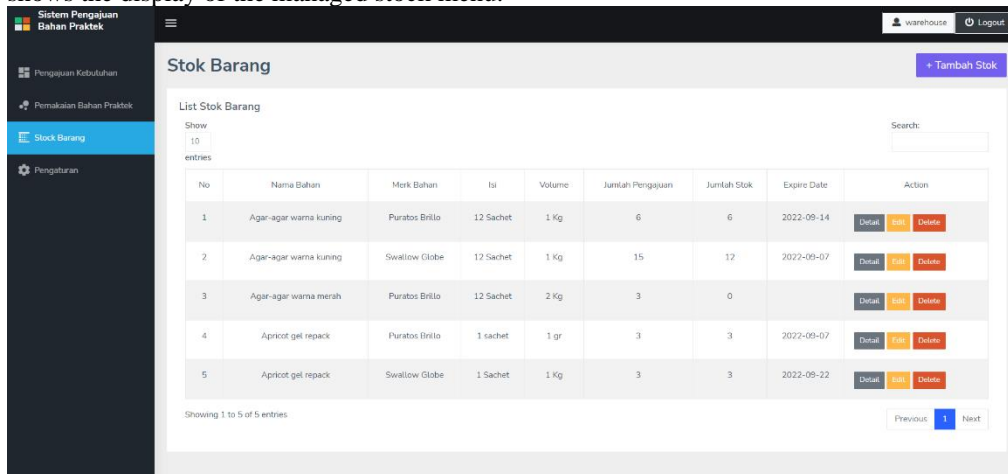 shows the display of the managed stock menu.
Sistem Pengajuan
Bahan Praktek
warehouse
Logout
Pengajuan Kebutuhan
Pemakaian Bahan Praktek
Stock Barang
Pengaturan
Stok Barang
+ Tambah Stok
List Stok Barang
Show
10
entries
Search:
No Nama Bahan Merk Bahan Isi Volume Jumlah Pengajuan Jumlah Stok Expire Date Action
1 Agar-agar warna kuning Puratos Brillo 12 Sachet 1 Kg 6 6 2022-09-14 Detail Edit Delete
2 Agar-agar warna kuning Swallow Globe 12 Sachet 1 Kg 15 12 2022-09-07 Detail Edit Delete
3 Agar-agar warna merah Puratos Brillo 12 Sachet 2 Kg 3 0 Detail Edit Delete
4 Apricot gel repack Puratos Brillo 1 sachet 1 gr 3 3 2022-09-07 Detail Edit Delete
5 Apricot gel repack Swallow Globe 1 Sachet 1 Kg 3 3 2022-09-22 Detail Edit Delete
Showing 1 to 5 of 5 entries
Previous 1 Next